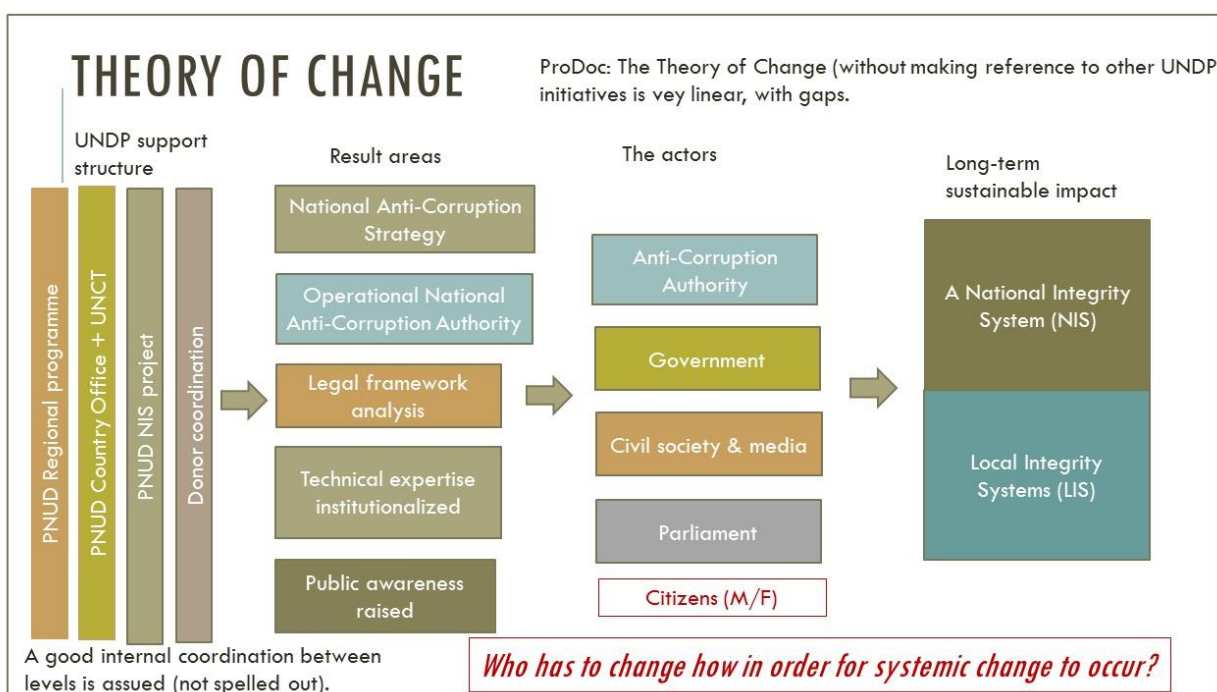 THEORY OF CHANGE
ProDoc: The Theory of Change (without making reference to other UNDP
initiatives is vey linear, with gaps.
UNDP support
structure
Result areas
The actors
Long-term
sustainable impact
PNUD Regional programme
PNUD Country Office + UNCT
PNUD NIS project
Donor coordination
National Anti-Corruption
Strategy
Operational National
Anti-Corruption Authority
Legal framework
analysis
Technical expertise
institutionalized
Public awareness
raised
Anti-Corruption
Authority
Government
Civil society & media
Parliament
Citizens (M/F)
A National Integrity
System (NIS)
Local Integrity
Systems (LIS)
A good internal coordination between
levels is assued (not spelled out).
Who has to change how in order for systemic change to occur?